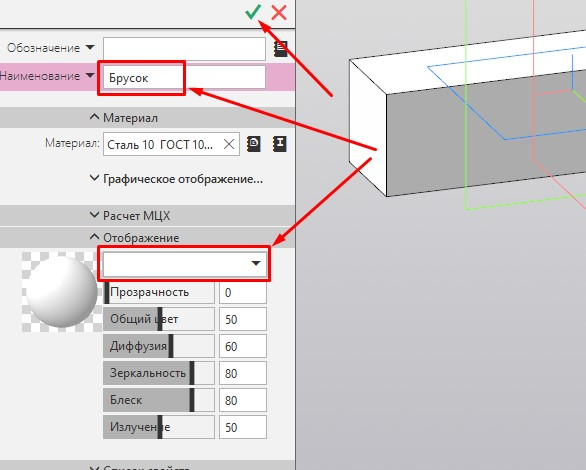 Обозначение
Наименование Брусок
Материал
Материал: Сталь 10 ГОСТ 10...
Графическое отображение...
Расчет МЦХ
Отображение
Прозрачность 0
Общий цвет 50
Диффузия 60
Зеркальность 80
Блеск 80
Излучение 50